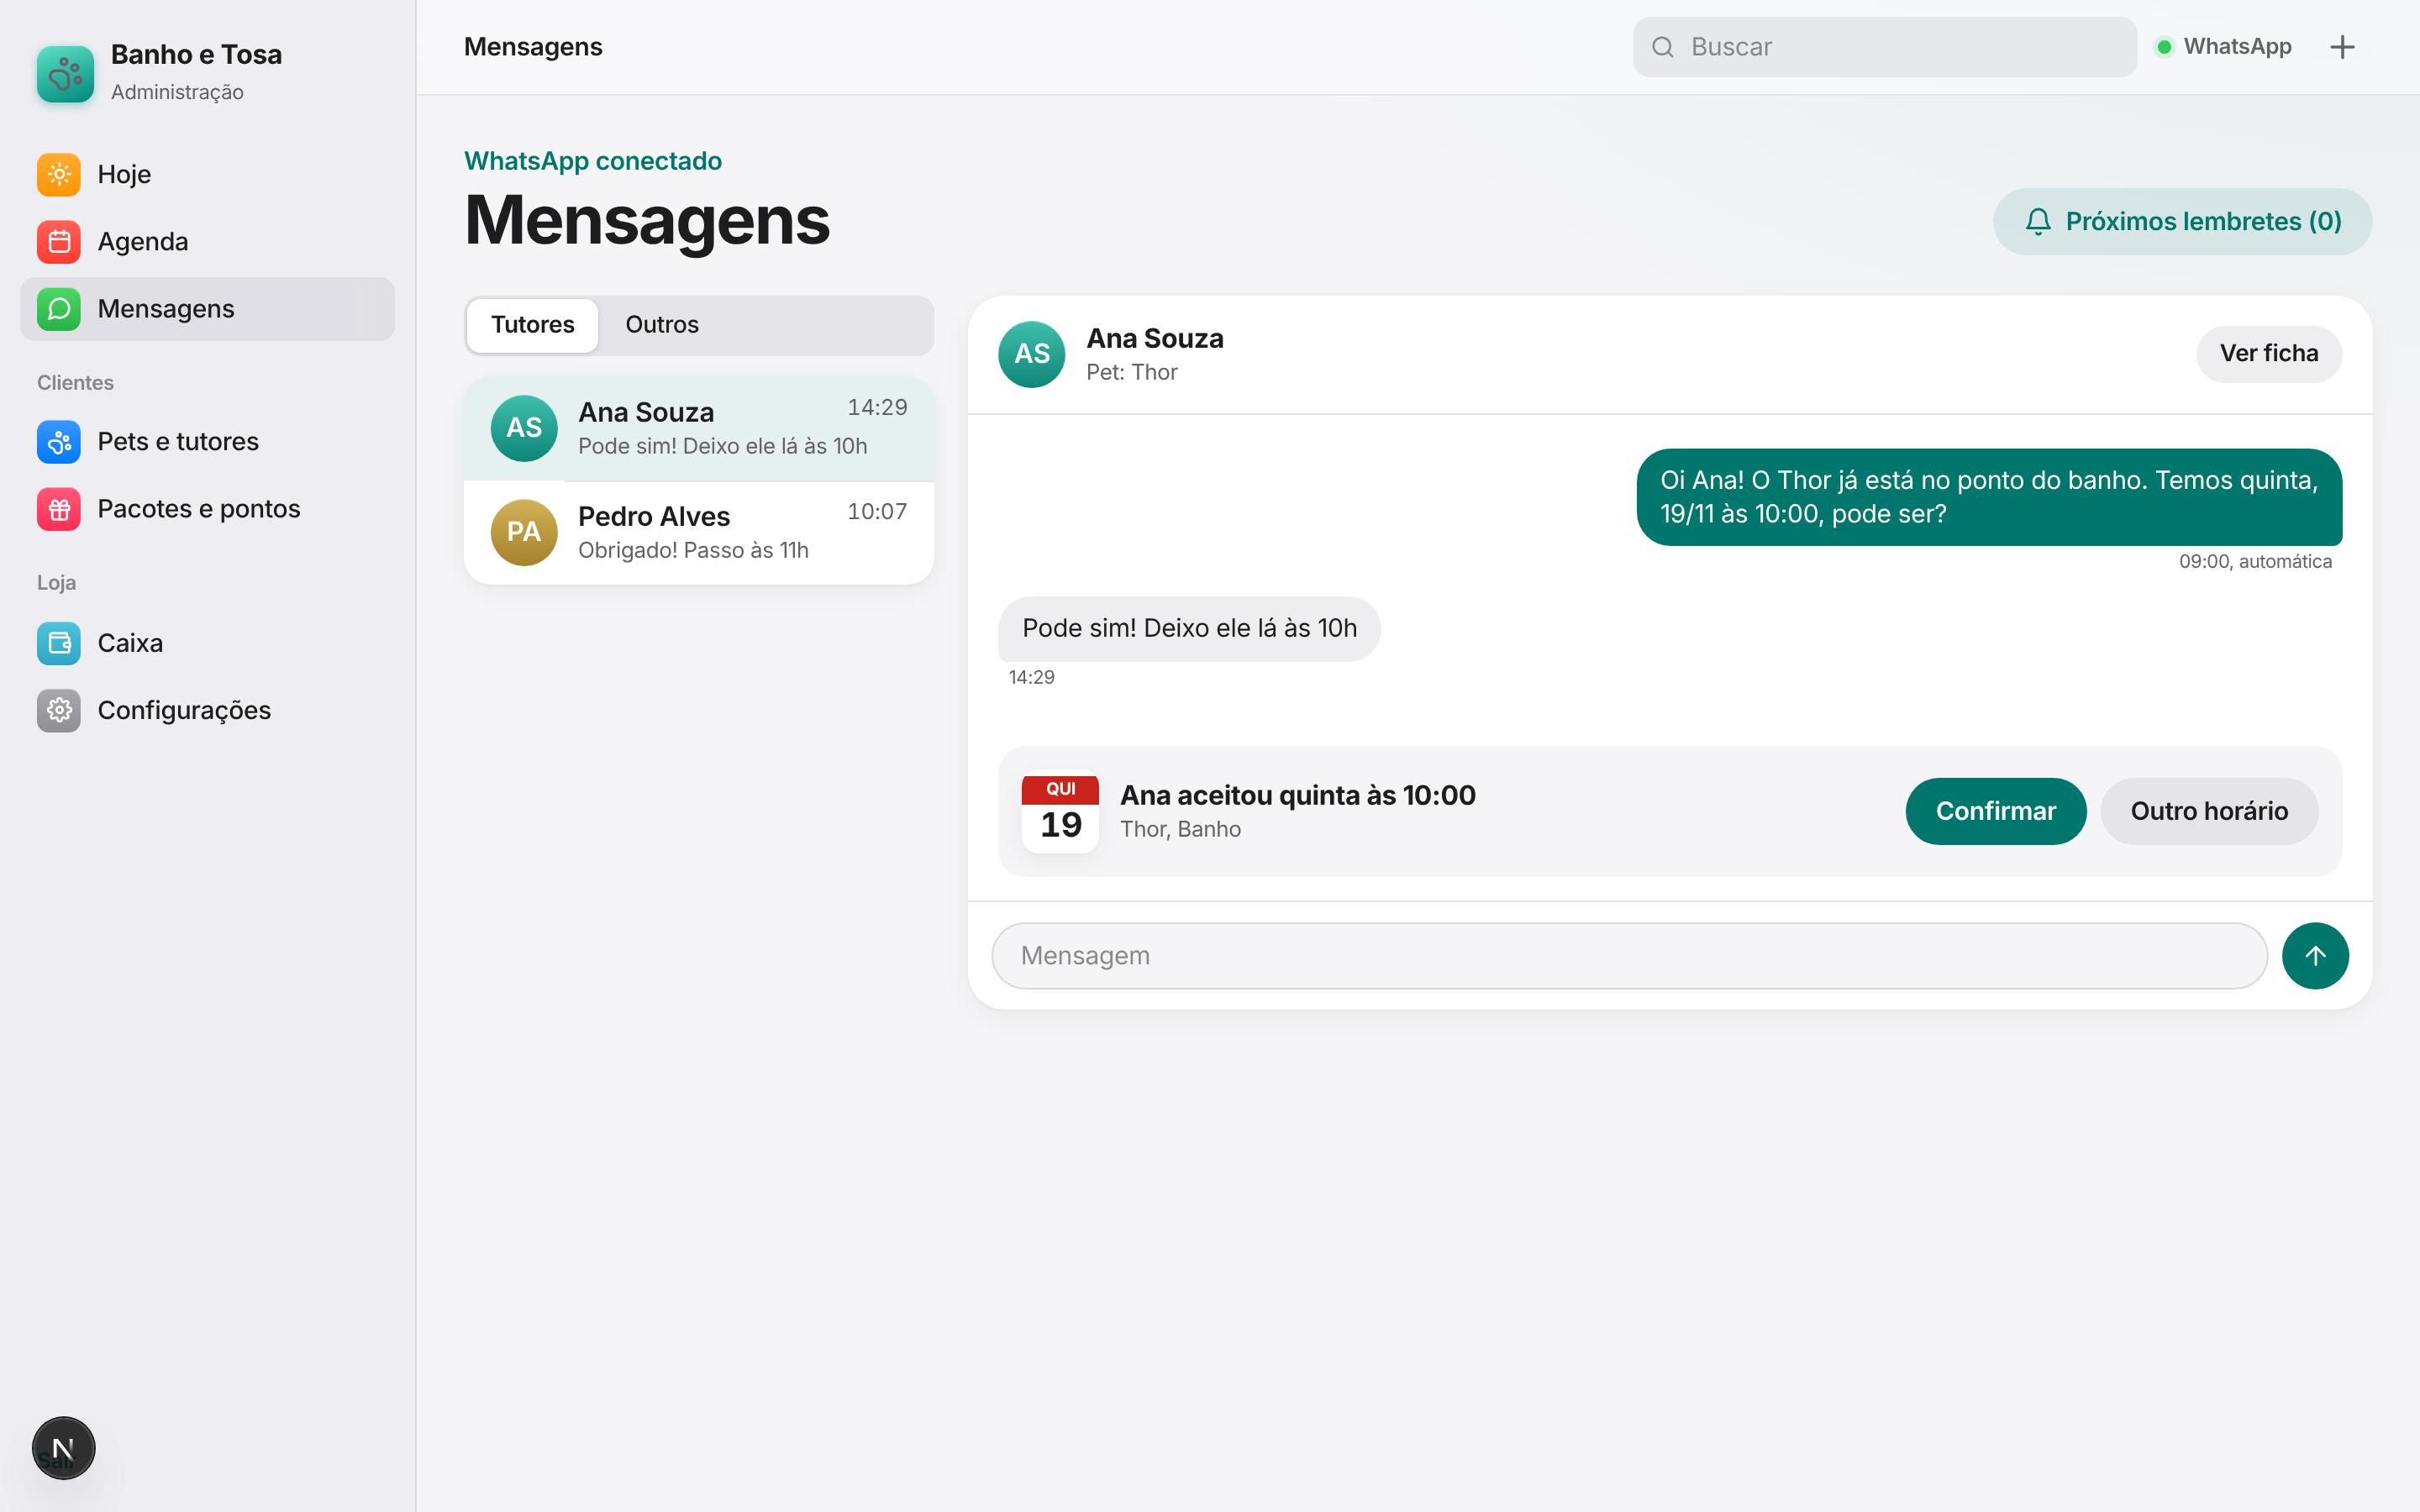 Banho e Tosa
Administração
Hoje
Agenda
Mensagens
Clientes
Pets e tutores
Pacotes e pontos
Loja
Caixa
Configurações
Sair
N
Mensagens
Buscar
WhatsApp
WhatsApp conectado
Mensagens
Próximos lembretes (0)
Tutores
Outros
AS
Ana Souza
14:29
Pode sim! Deixo ele lá às 10h
PA
Pedro Alves
10:07
Obrigado! Passo às 11h
AS
Ana Souza
Pet: Thor
Ver ficha
Oi Ana! O Thor já está no ponto do banho. Temos quinta,
19/11 às 10:00, pode ser?
09:00, automática
Pode sim! Deixo ele lá às 10h
14:29
QUI
19
Ana aceitou quinta às 10:00
Thor, Banho
Confirmar
Outro horário
Mensagem